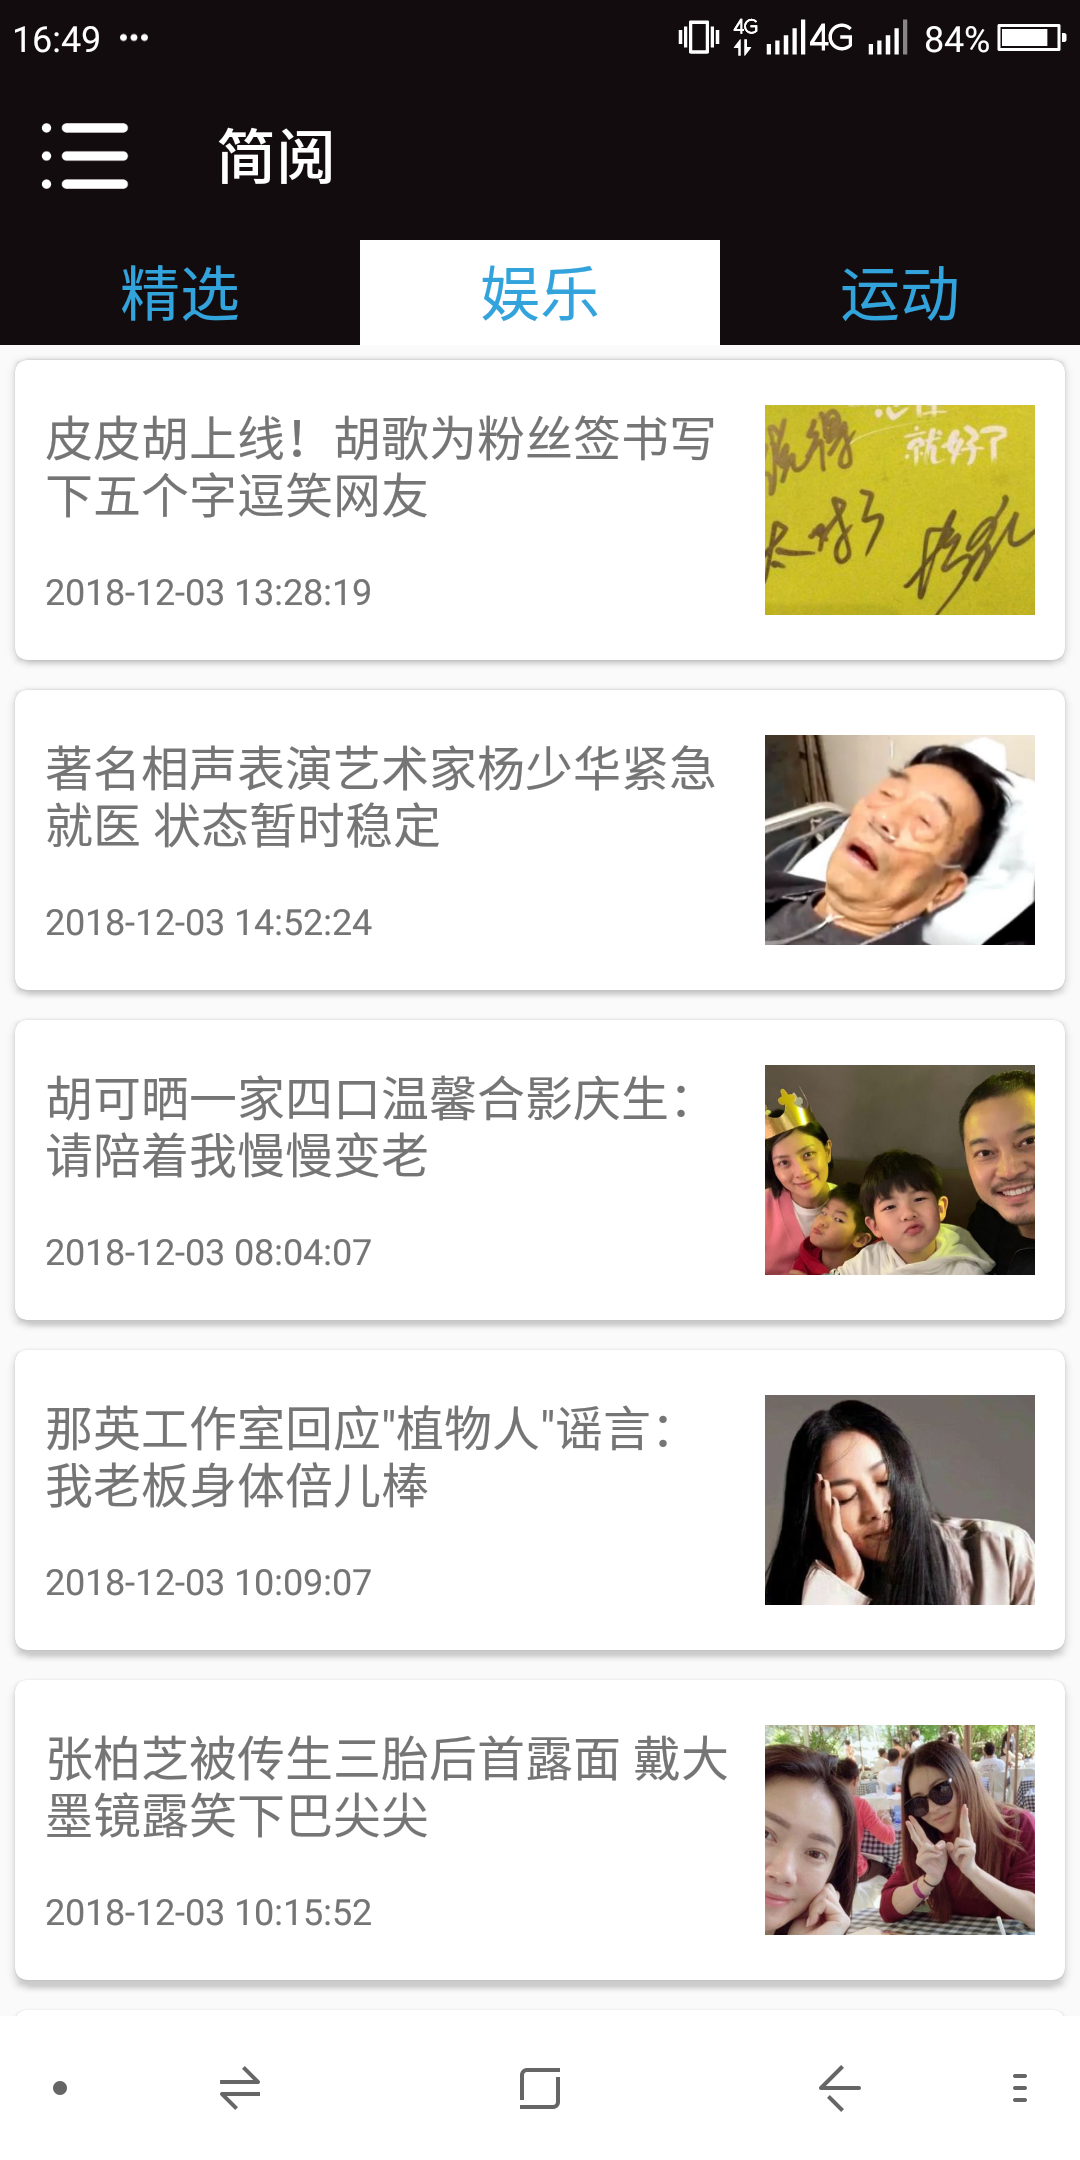 16:49 ···
4G 4G 84%
简阅
精选 娱乐 运动
皮皮胡上线！胡歌为粉丝签书写
下五个字逗笑网友
2018-12-03 13:28:19
就好了
著名相声表演艺术家杨少华紧急
就医 状态暂时稳定
2018-12-03 14:52:24
胡可晒一家四口温馨合影庆生：
请陪着我慢慢变老
2018-12-03 08:04:07
那英工作室回应"植物人"谣言：
我老板身体倍儿棒
2018-12-03 10:09:07
张柏芝被传生三胎后首露面 戴大
墨镜露笑下巴尖尖
2018-12-03 10:15:52